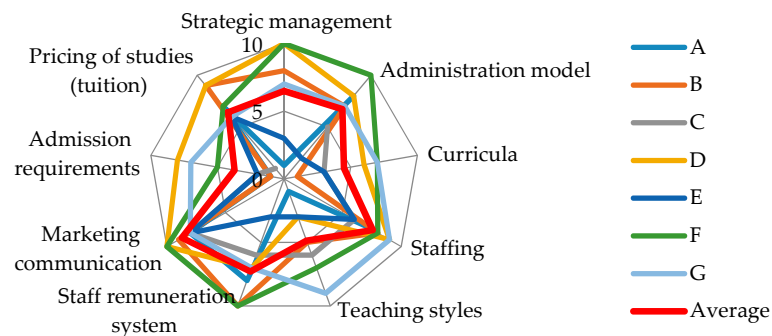 Strategic management
10
Pricing of studies
(tuition)
Administration model
5
Admission
requirements
Curricula
0
Marketing
communication
Staffing
Staff remuneration
system
Teaching styles
A
B
C
D
E
F
G
Average